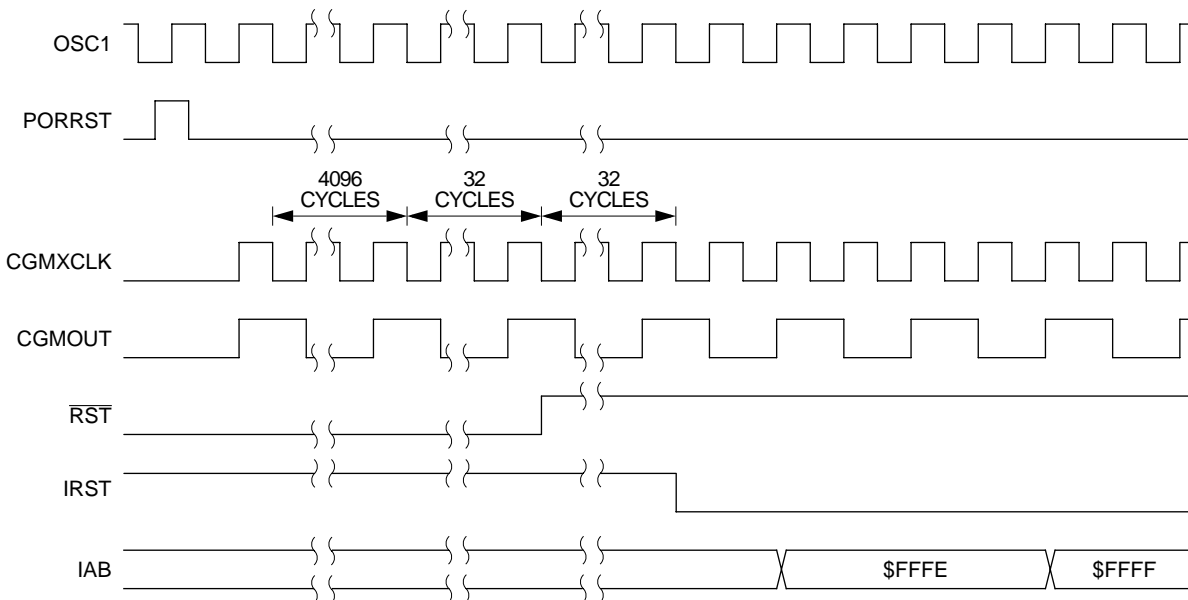 OSC1
PORRST
4096
CYCLES
32
CYCLES
32
CYCLES
CGMXCLK
CGMOUT
RST
IRST
IAB
$FFFE
$FFFF